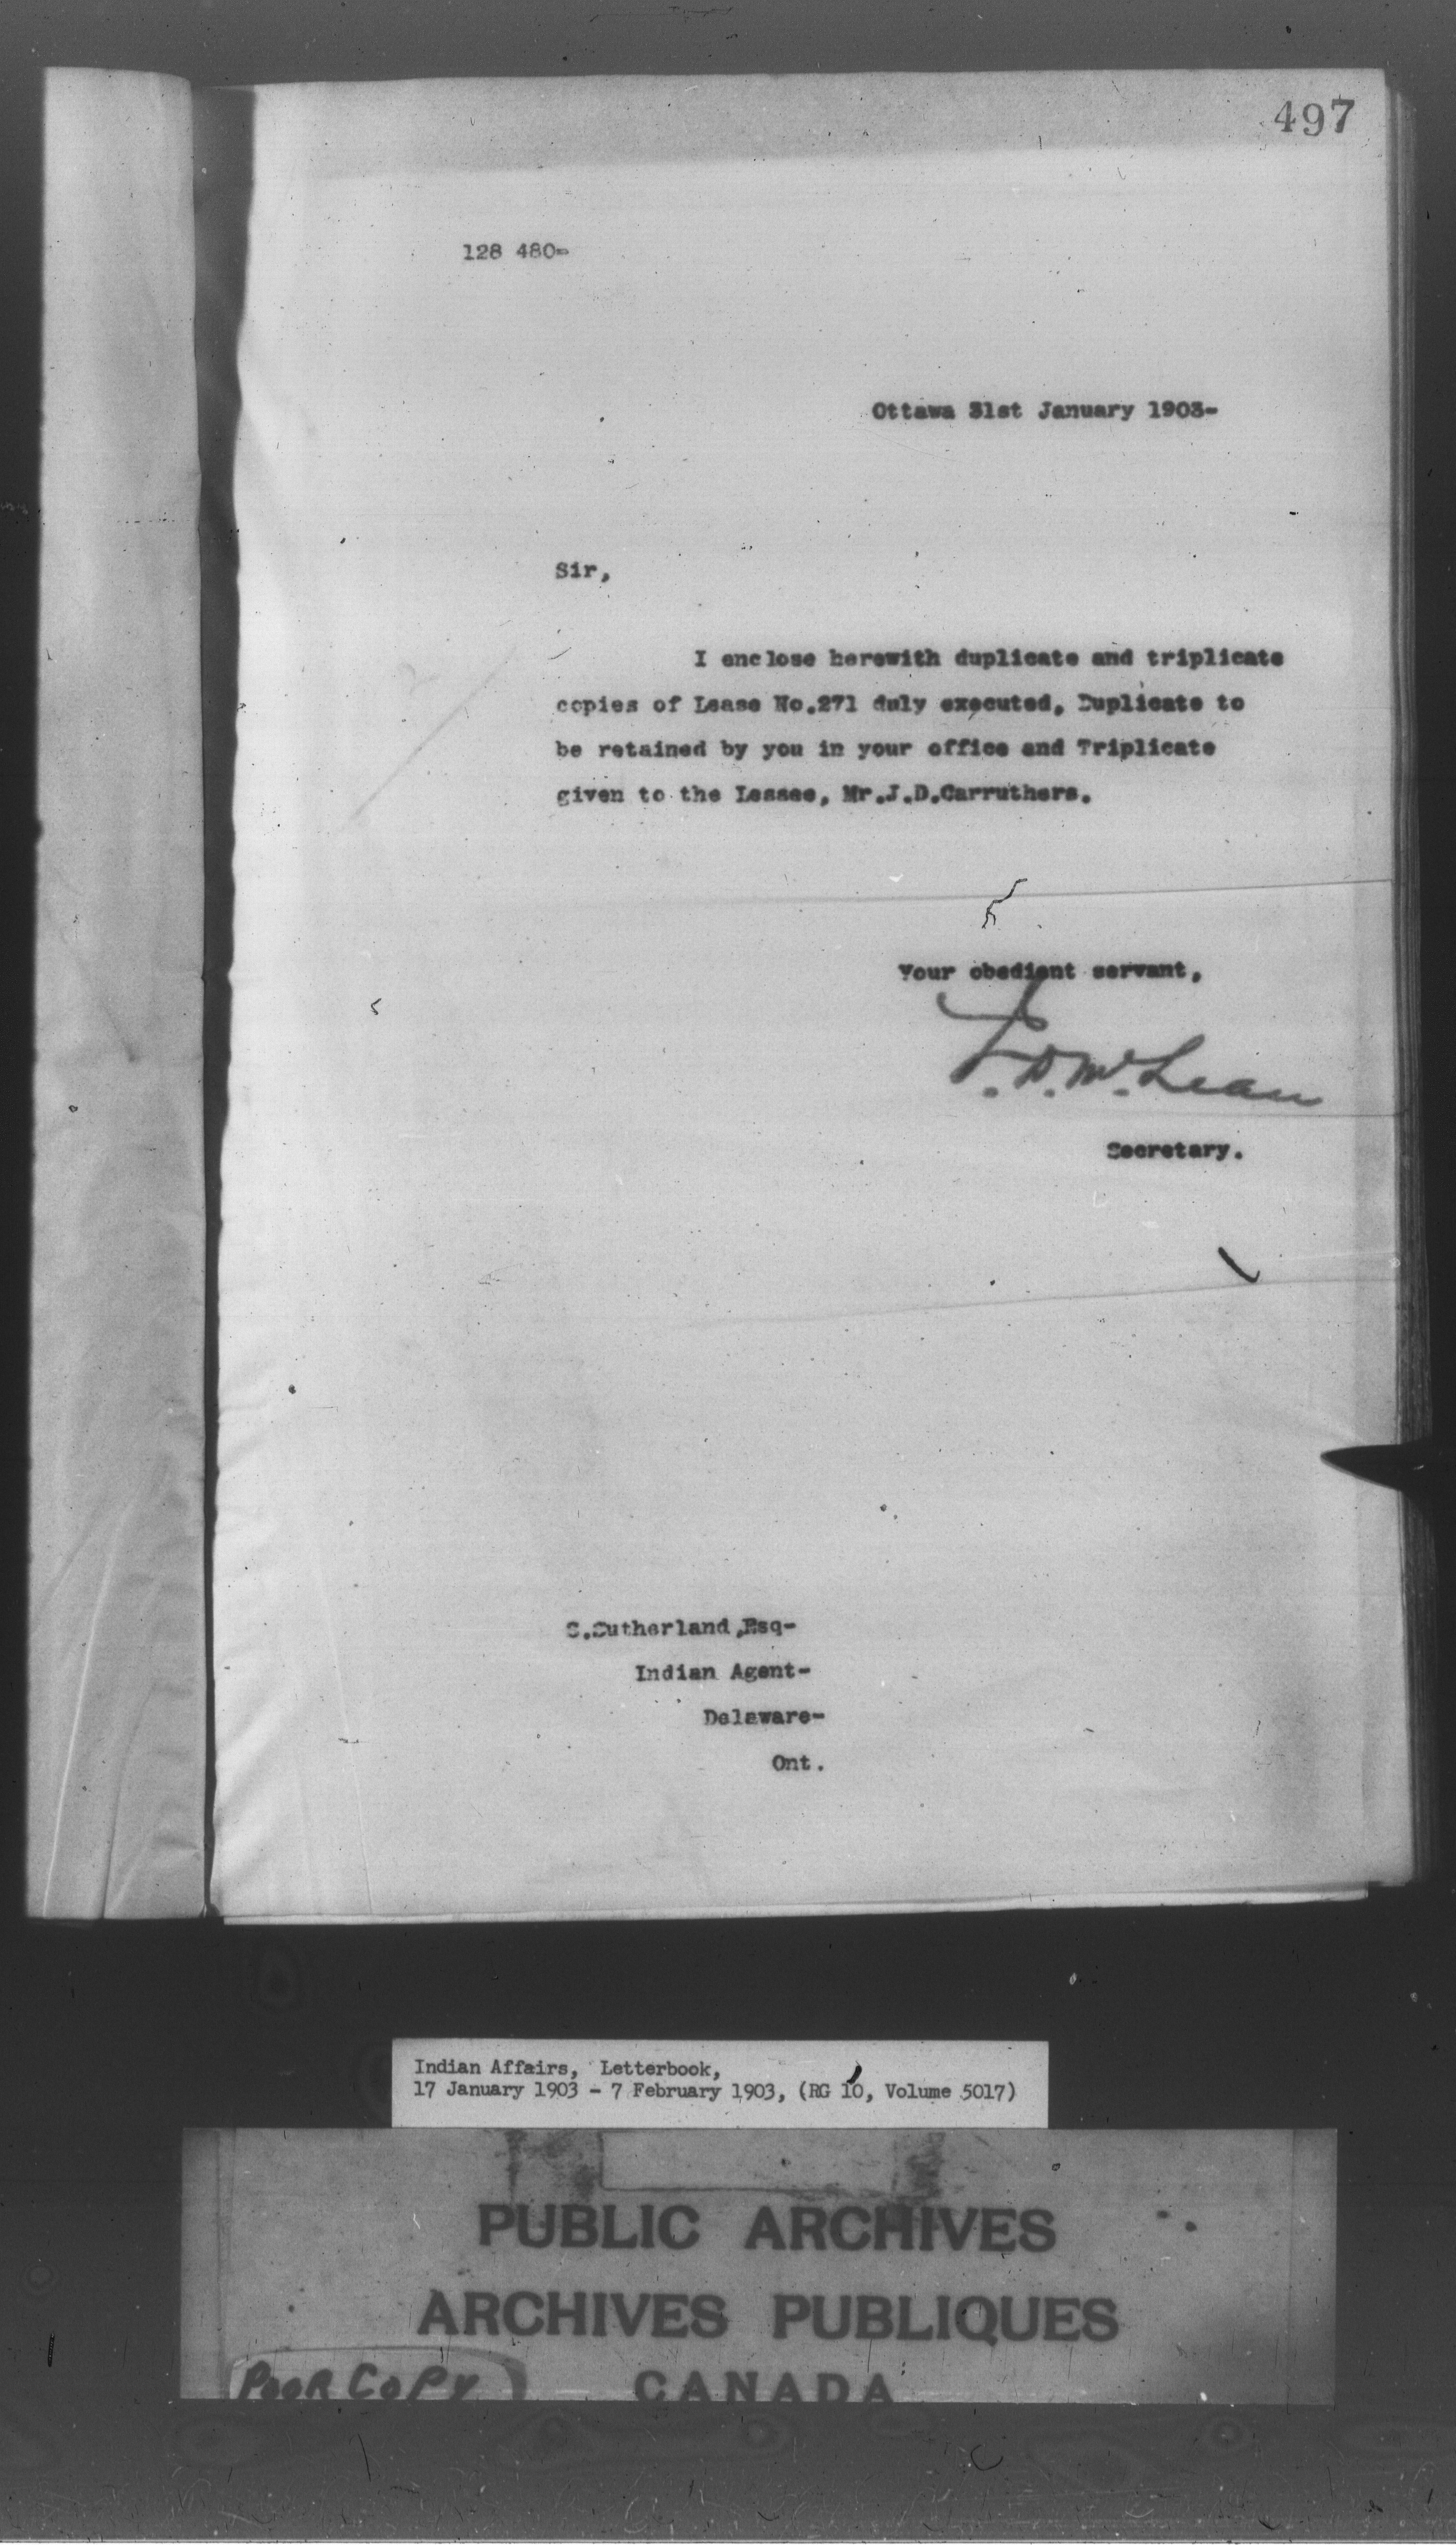 497
128 480-
Ottawa 31st January 1903-
Sir,
I enclose herewith duplicate and triplicate
copies of Lease No.271 duly executed, Duplicate to
be retained by you in your office and Triplicate
given to the Lessee, Mr.J.D.Carruthers.
Your obedient servant,
J.D.McLean
Secretary.
S.Sutherland,Esq-
Indian Agent-
Delaware-
Ont.
Indian Affairs, Letterbook,
17 January 1903 - 7 February 1903, (RG 10, Volume 5017)
PUBLIC ARCHIVES
ARCHIVES PUBLIQUES
CANADA
POOR COPY